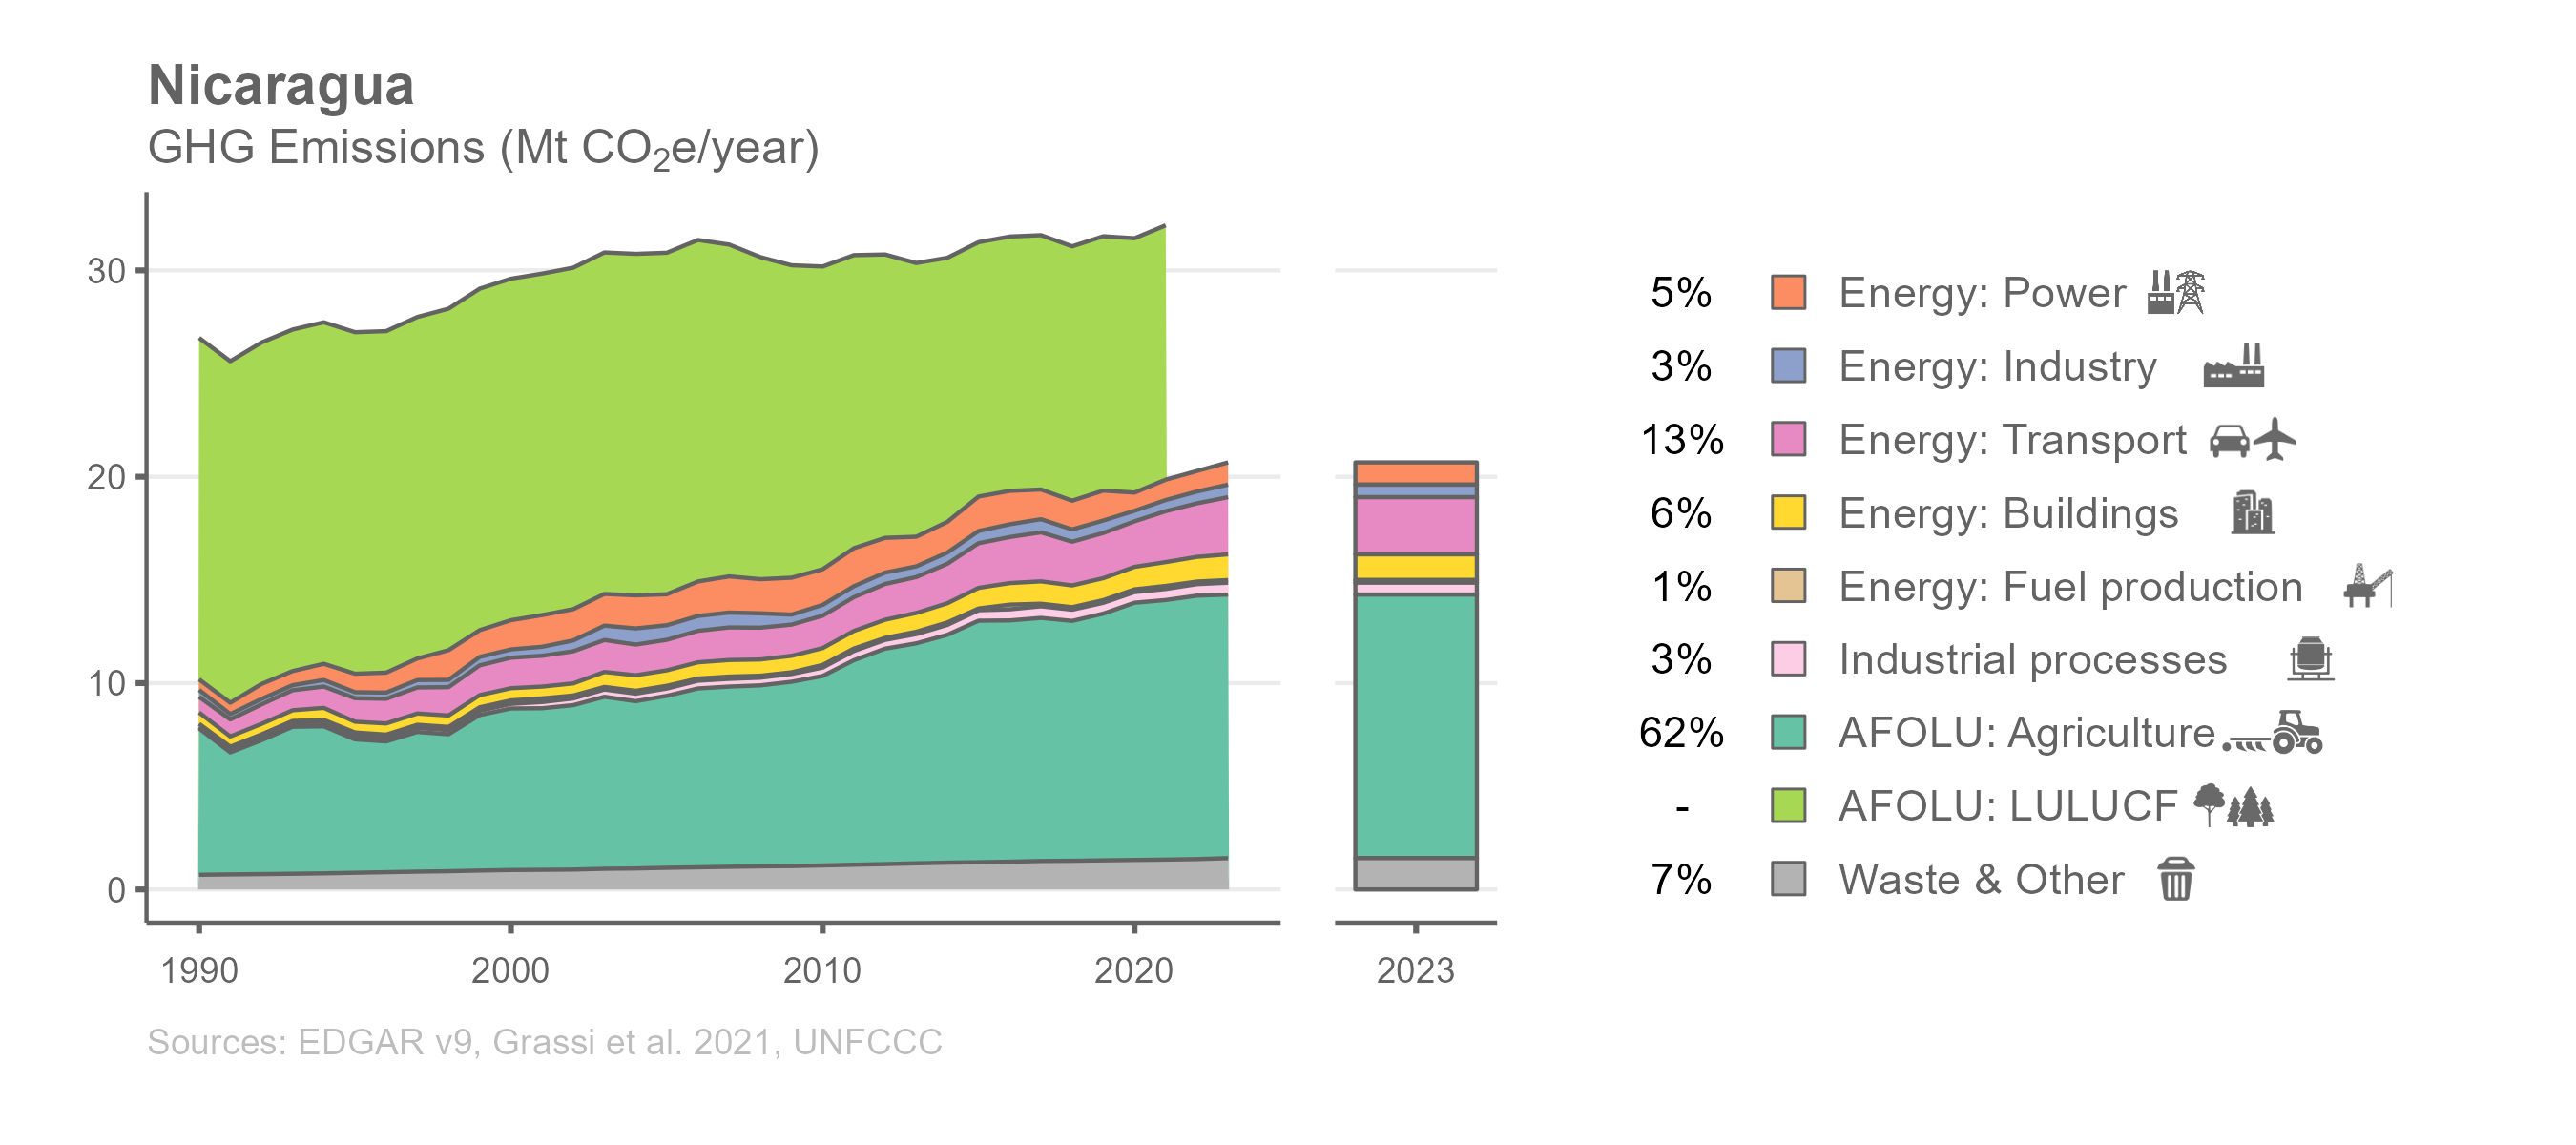 Nicaragua
GHG Emissions (Mt CO₂e/year)
30
20
10
0
1990 2000 2010 2020 2023
5% Energy: Power
3% Energy: Industry
13% Energy: Transport
6% Energy: Buildings
1% Energy: Fuel production
3% Industrial processes
62% AFOLU: Agriculture
- AFOLU: LULUCF
7% Waste & Other
Sources: EDGAR v9, Grassi et al. 2021, UNFCCC